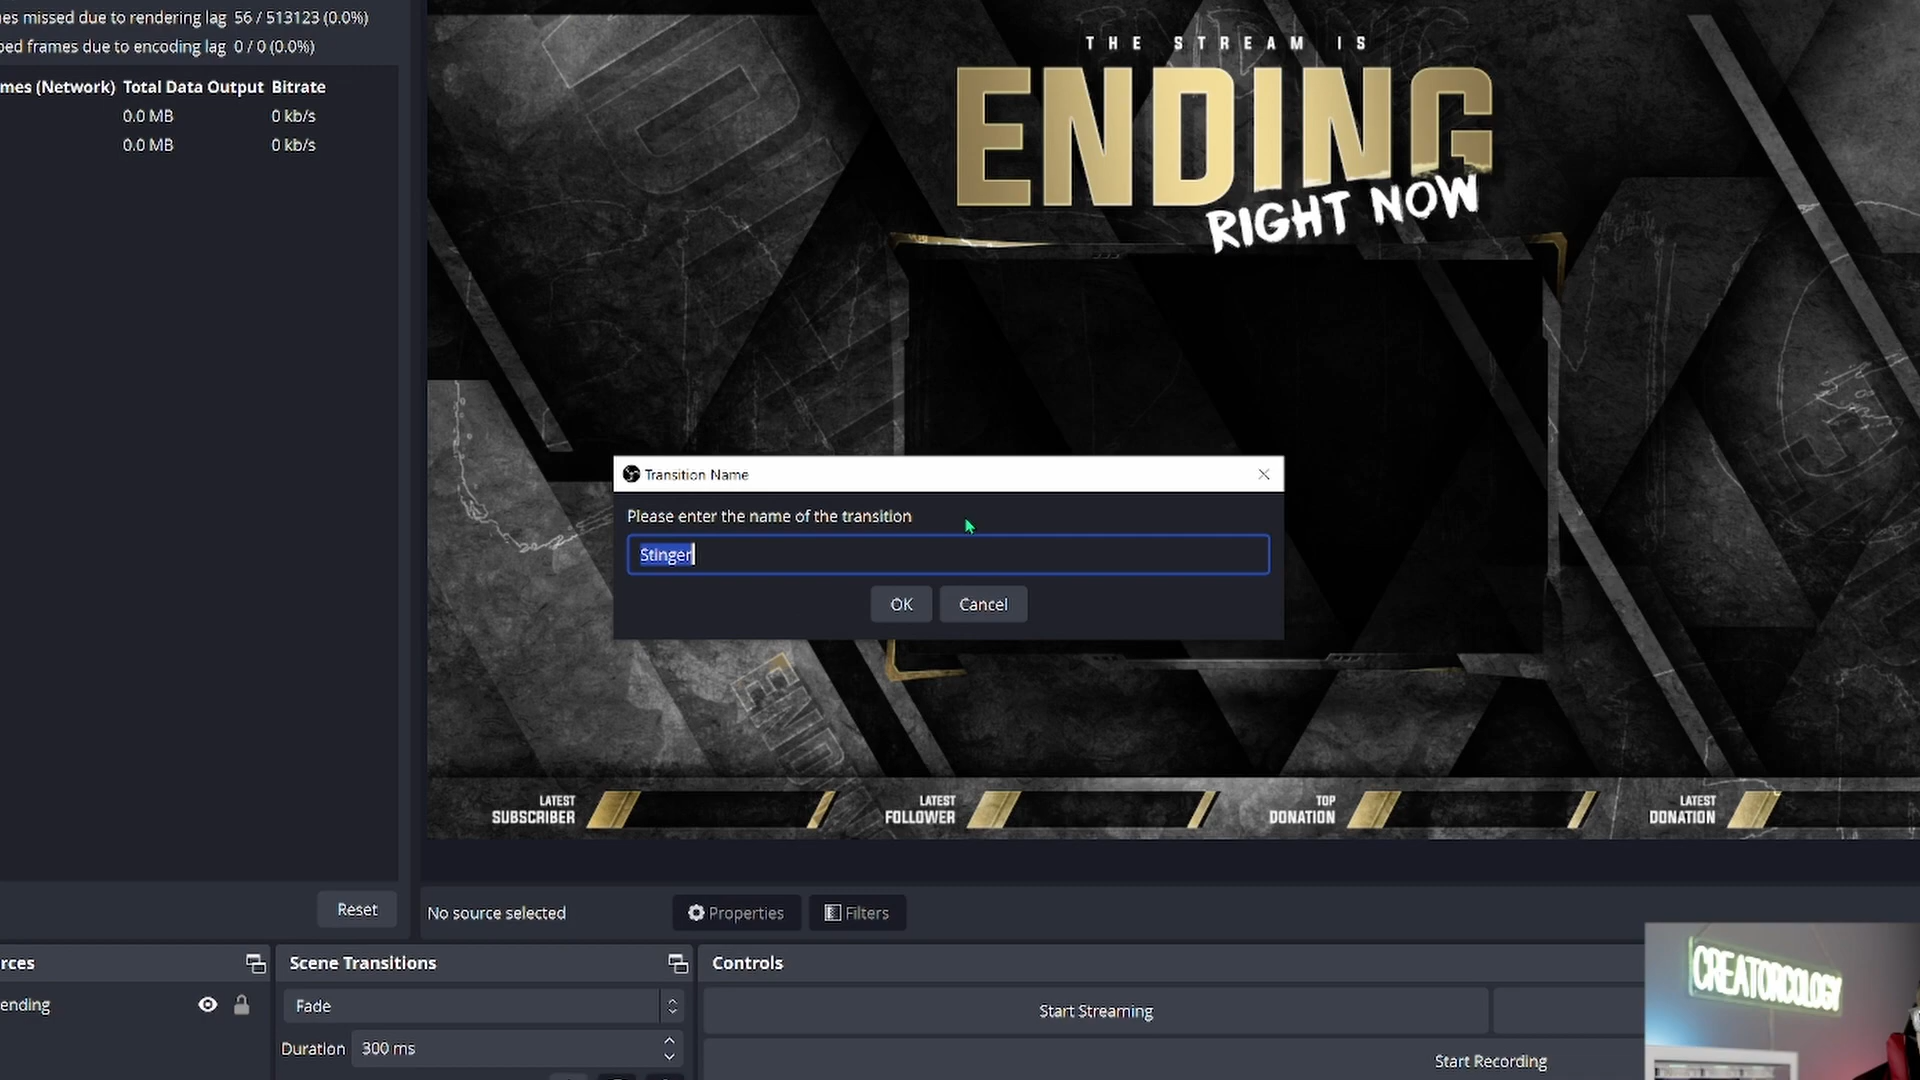 es missed due to rendering lag 56 / 513123 (0.0%)
ped frames due to encoding lag 0 / 0 (0.0%)
mes (Network) Total Data Output Bitrate
0.0 MB 0 kb/s
0.0 MB 0 kb/s
THE STREAM IS
ENDING
RIGHT NOW
Transition Name
Please enter the name of the transition
Stinger
OK Cancel
END
LATEST
SUBSCRIBER
LATEST
FOLLOWER
TOP
DONATION
LATEST
DONATION
Reset
No source selected
Properties
Filters
rces
Scene Transitions
Controls
ending
Fade
Start Streaming
Duration 300 ms
Start Recording
CREATORCOLOGY